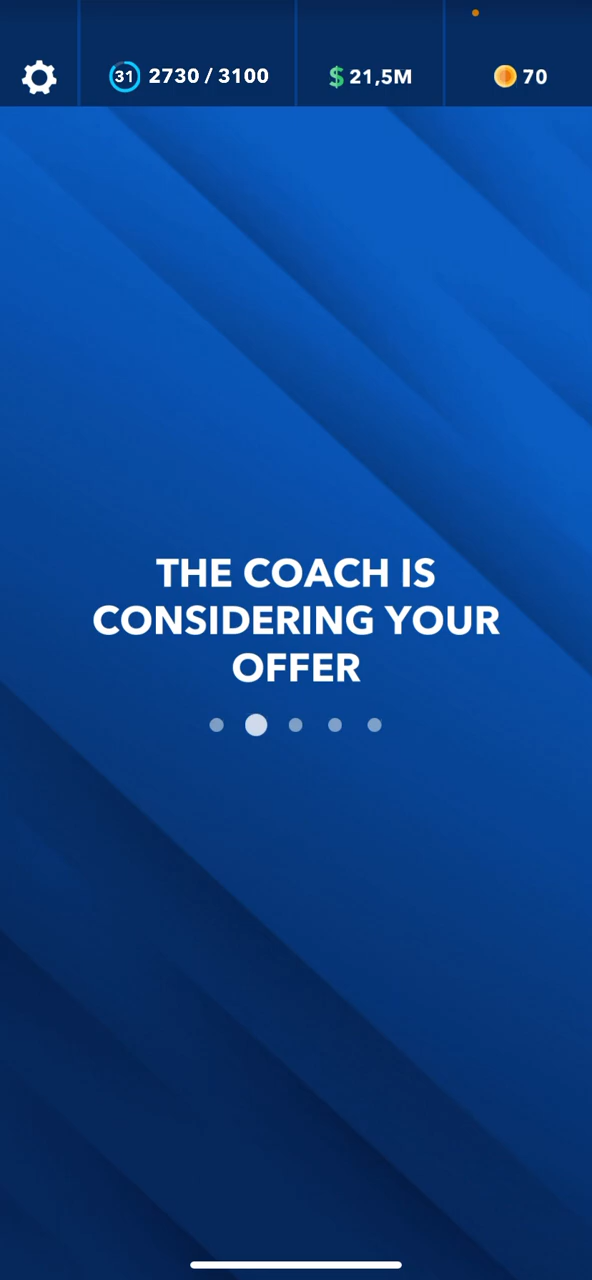 31 2730 / 3100 $ 21,5M 70
THE COACH IS
CONSIDERING YOUR
OFFER